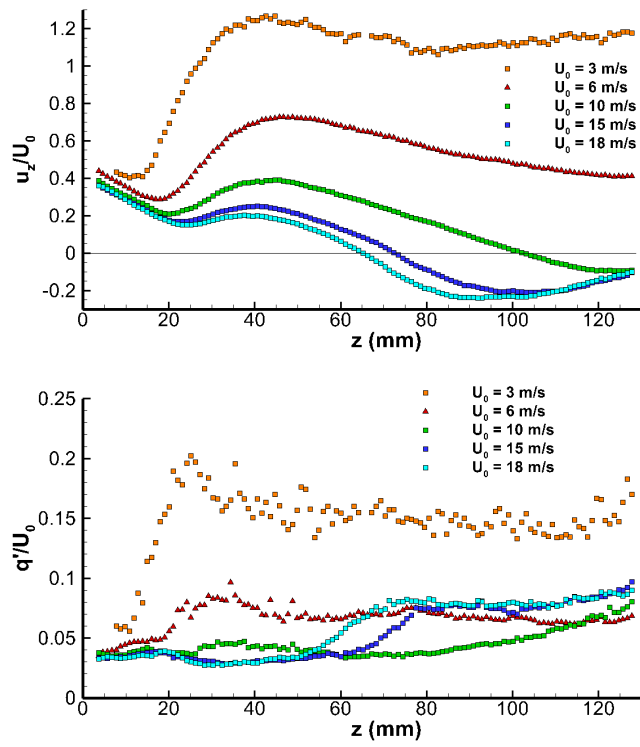 u_z/U_0
1.2
0.8
0.4
0.2
0
-0.2
U_0 = 3 m/s
U_0 = 6 m/s
U_0 = 10 m/s
U_0 = 15 m/s
U_0 = 18 m/s
0 20 40 60 80 100 120
z (mm)
q'/U_0
0.25
0.2
0.15
0.1
0.05
0
U_0 = 3 m/s
U_0 = 6 m/s
U_0 = 10 m/s
U_0 = 15 m/s
U_0 = 18 m/s
0 20 40 60 80 100 120
z (mm)